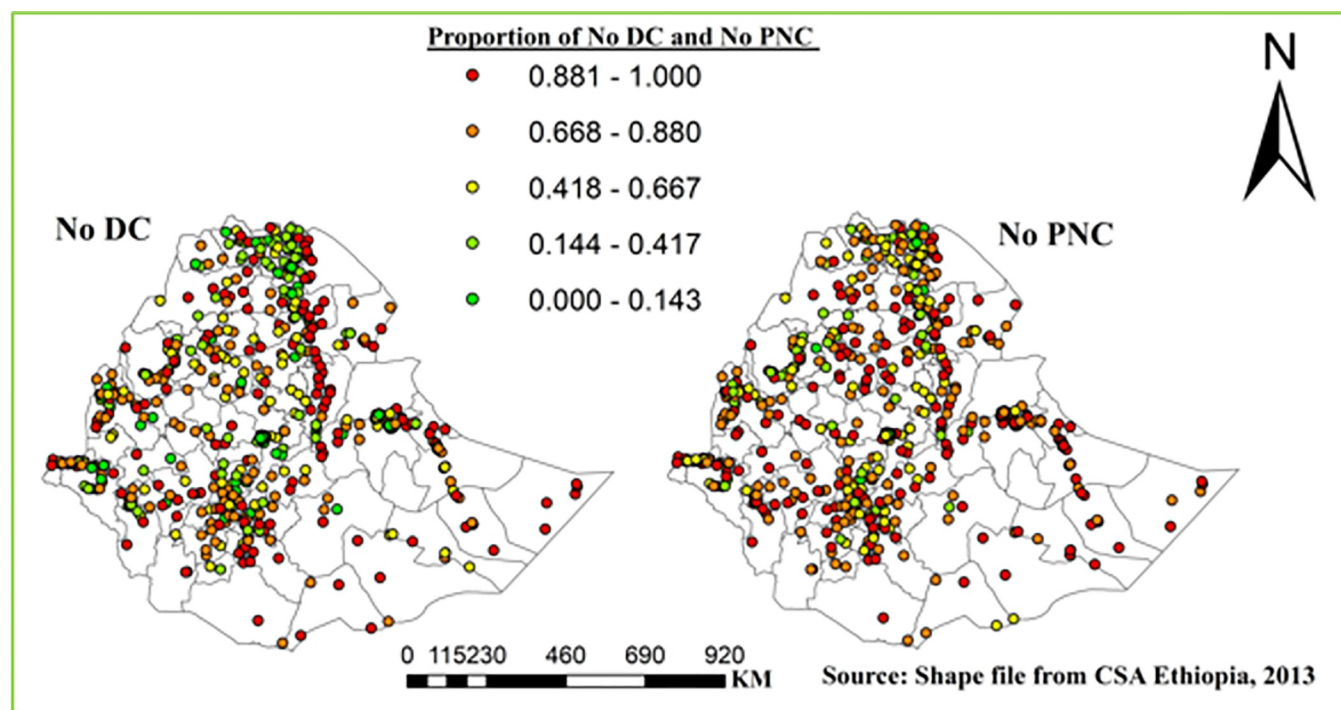 Proportion of No DC and No PNC
0.881 - 1.000
0.668 - 0.880
0.418 - 0.667
0.144 - 0.417
0.000 - 0.143
N
No DC
No PNC
0 115230 460 690 920
KM
Source: Shape file from CSA Ethiopia, 2013